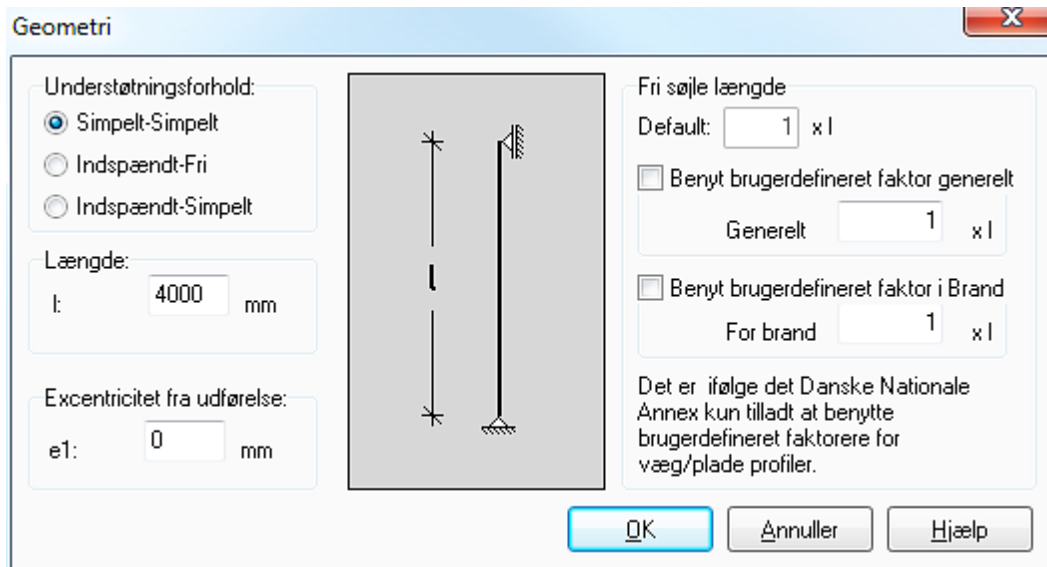 Geometri
Understøtningsforhold:
Simpelt-Simpelt
Indspændt-Fri
Indspændt-Simpelt
Længde:
l: 4000 mm
Excentricitet fra udførelse:
e1: 0 mm
l
Fri søjle længde
Default: 1 x l
Benyt brugerdefineret faktor generelt
Generelt 1 x l
Benyt brugerdefineret faktor i Brand
For brand 1 x l
Det er ifølge det Danske Nationale
Annex kun tilladt at benytte
brugerdefineret faktorere for
væg/plade profiler.
OK Annuller Hjælp